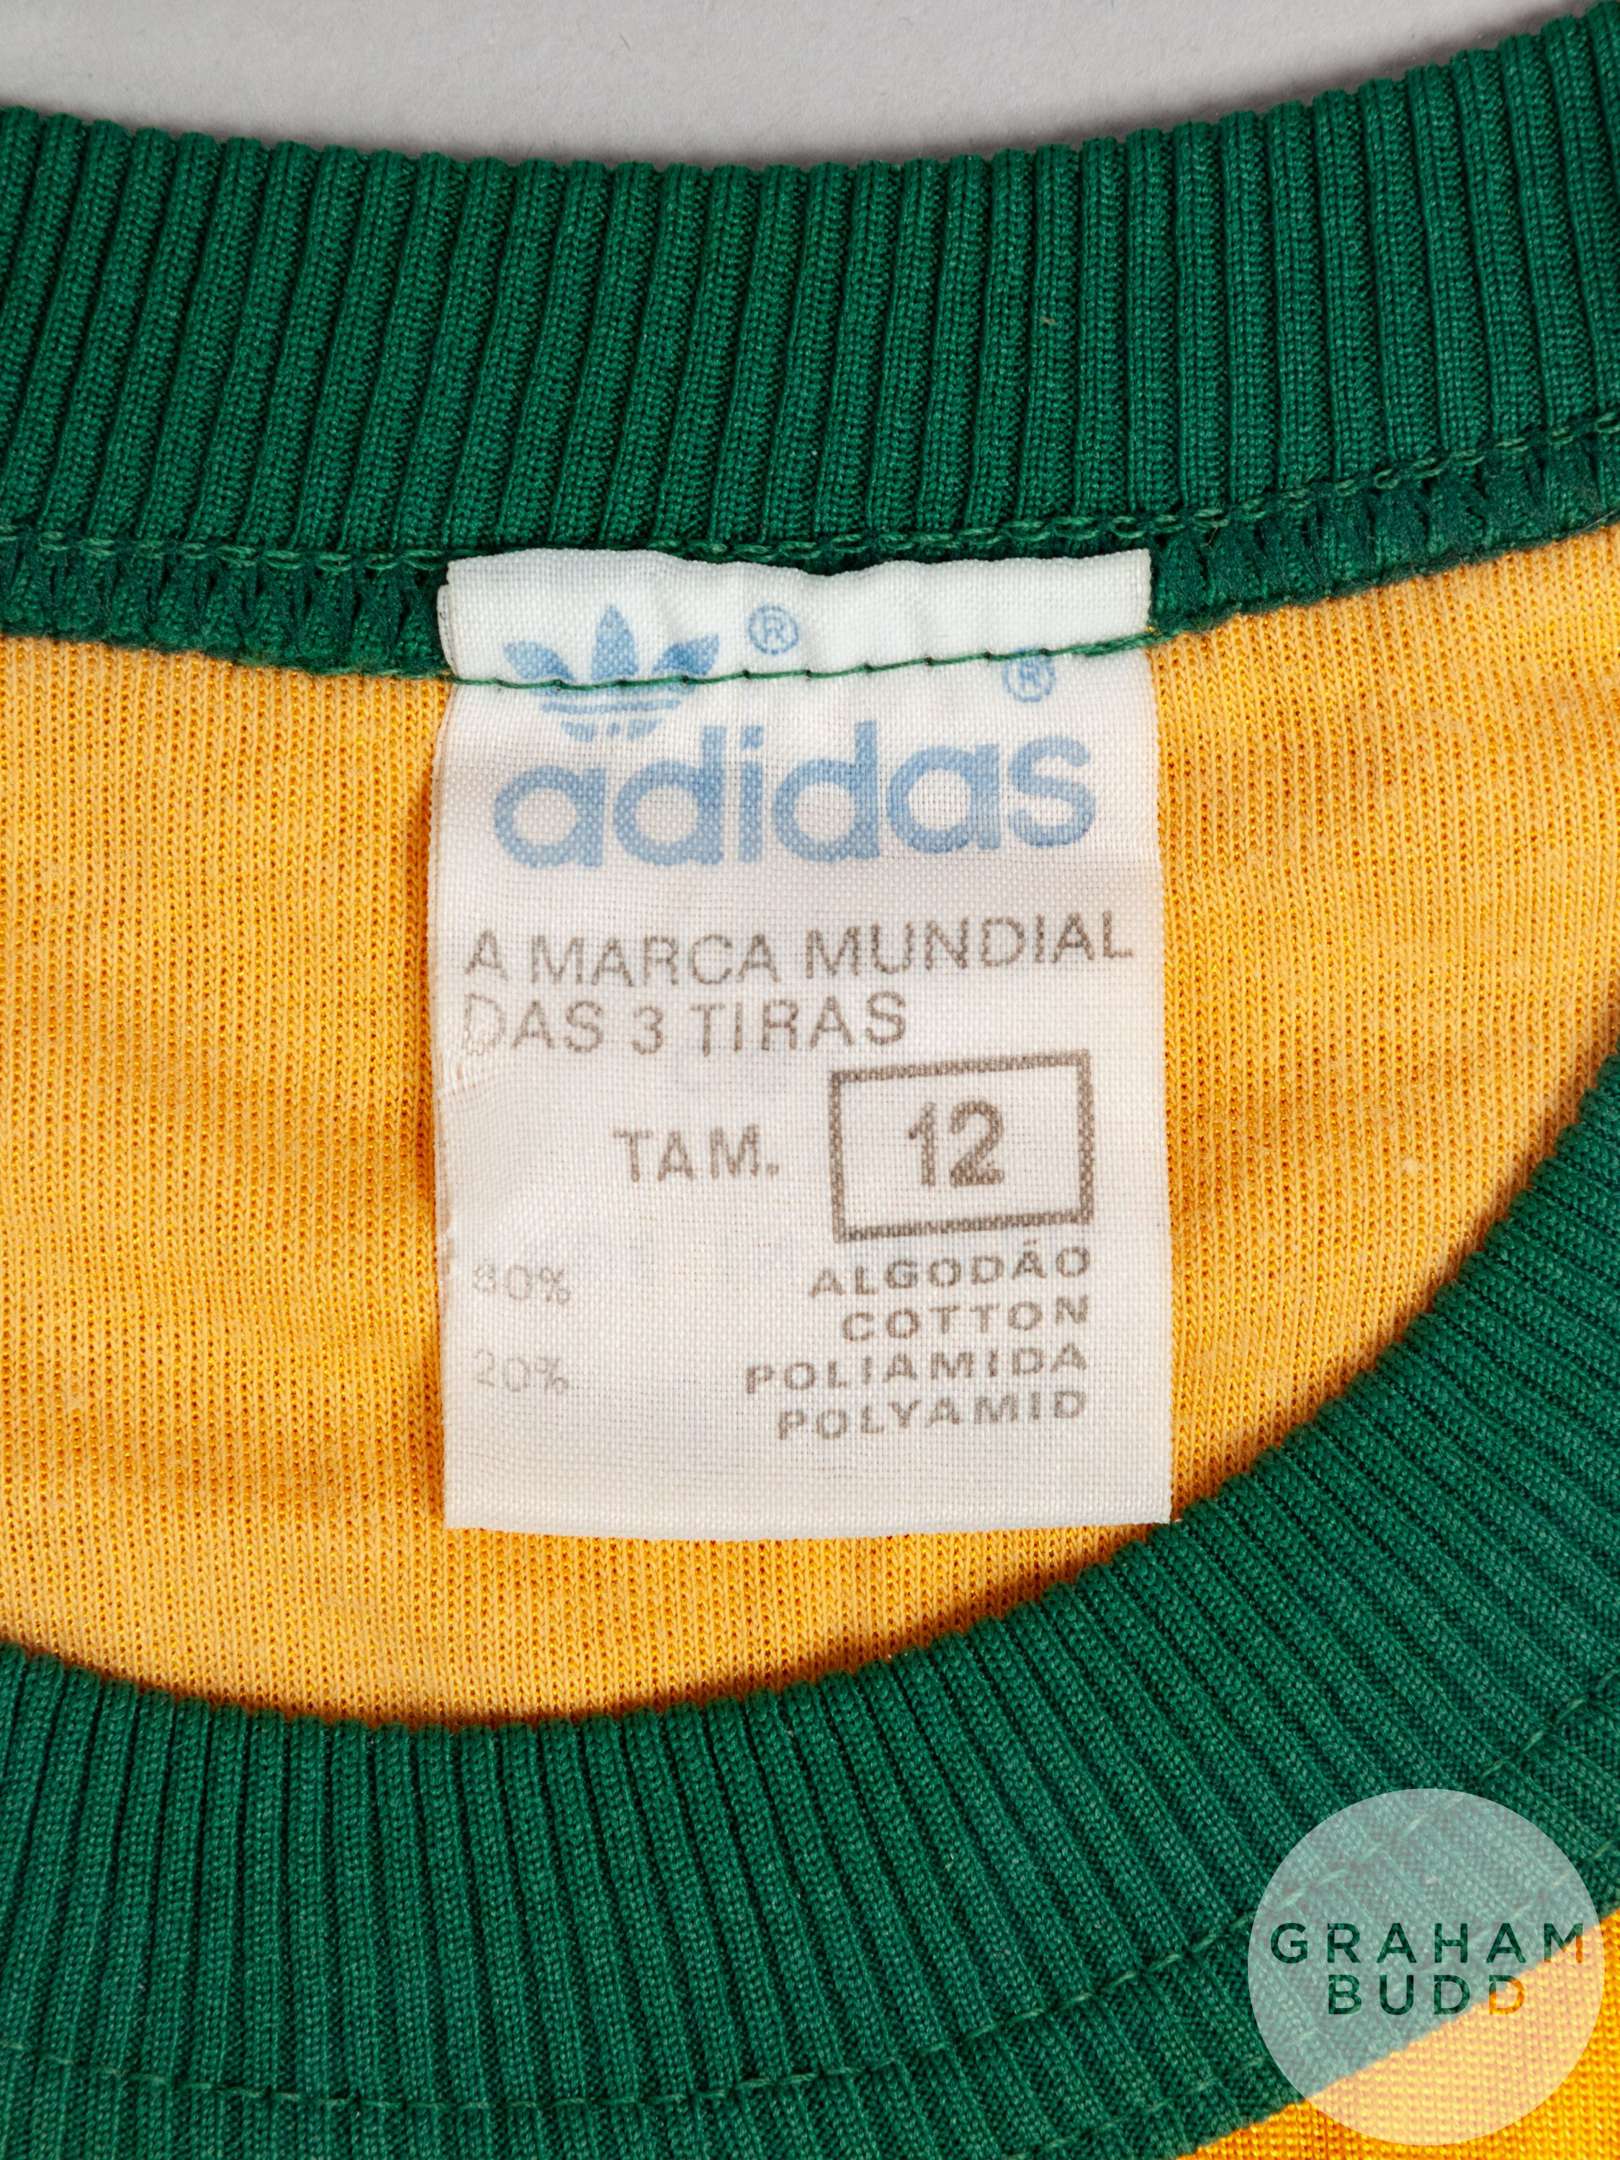 ®
®
adidas
A MARCA MUNDIAL
DAS 3 TIRAS
TAM. 12
80% ALGODÃO
COTTON
20% POLIAMIDA
POLYAMID
GRAHAM
BUDD